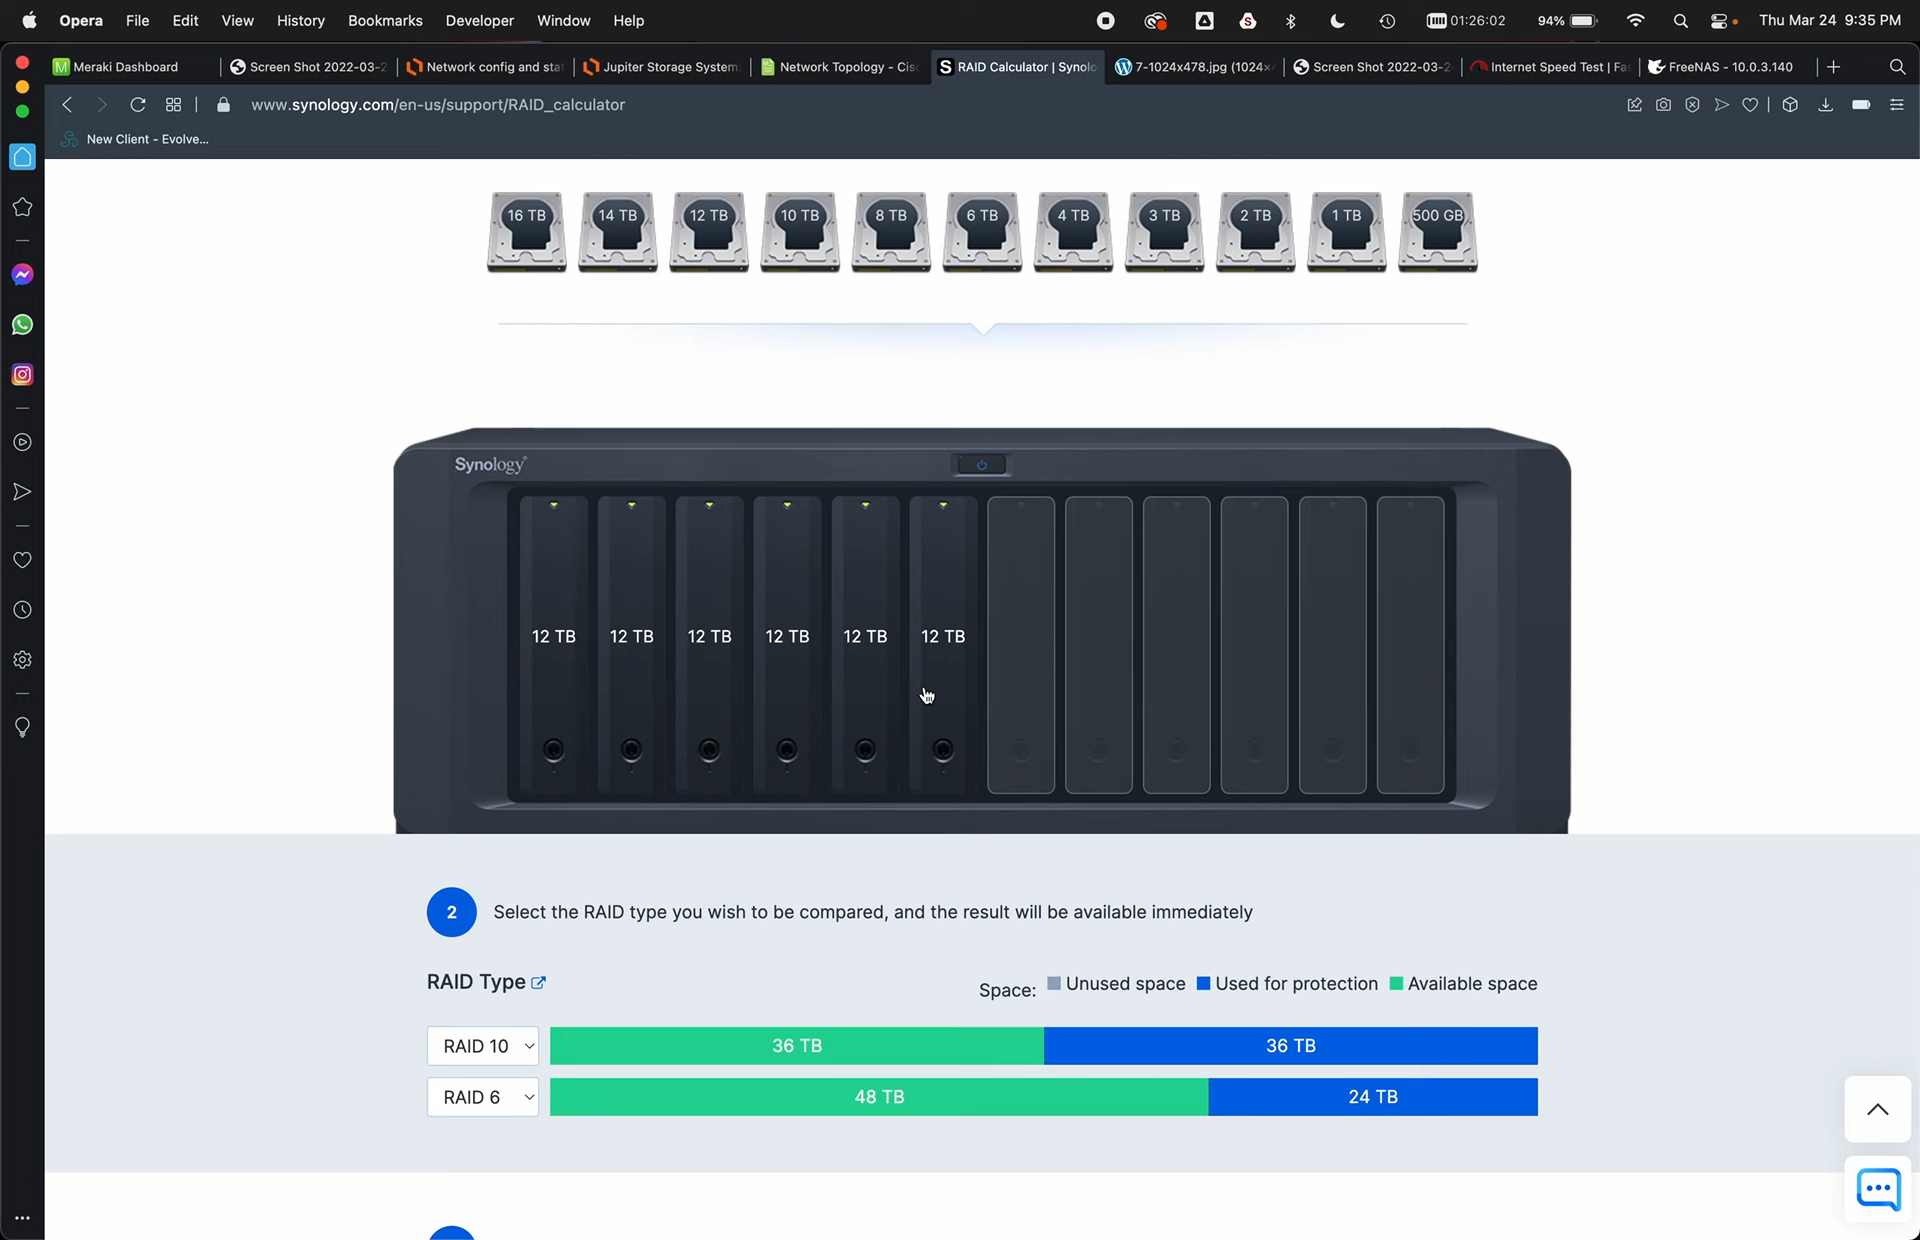 Opera File Edit View History Bookmarks Developer Window Help 01:26:02 94% Thu Mar 24 9:35 PM
Meraki Dashboard Screen Shot 2022-03-2 Network config and sta Jupiter Storage System Network Topology - Cisc RAID Calculator | Synolo 7-1024x478.jpg (1024× Screen Shot 2022-03-2 Internet Speed Test | Fa FreeNAS - 10.0.3.140
www.synology.com/en-us/support/RAID_calculator
New Client - Evolve...
16 TB 14 TB 12 TB 10 TB 8 TB 6 TB 4 TB 3 TB 2 TB 1 TB 500 GB
Synology
12 TB 12 TB 12 TB 12 TB 12 TB 12 TB
2 Select the RAID type you wish to be compared, and the result will be available immediately
RAID Type Space: Unused space Used for protection Available space
RAID 10 36 TB 36 TB
RAID 6 48 TB 24 TB